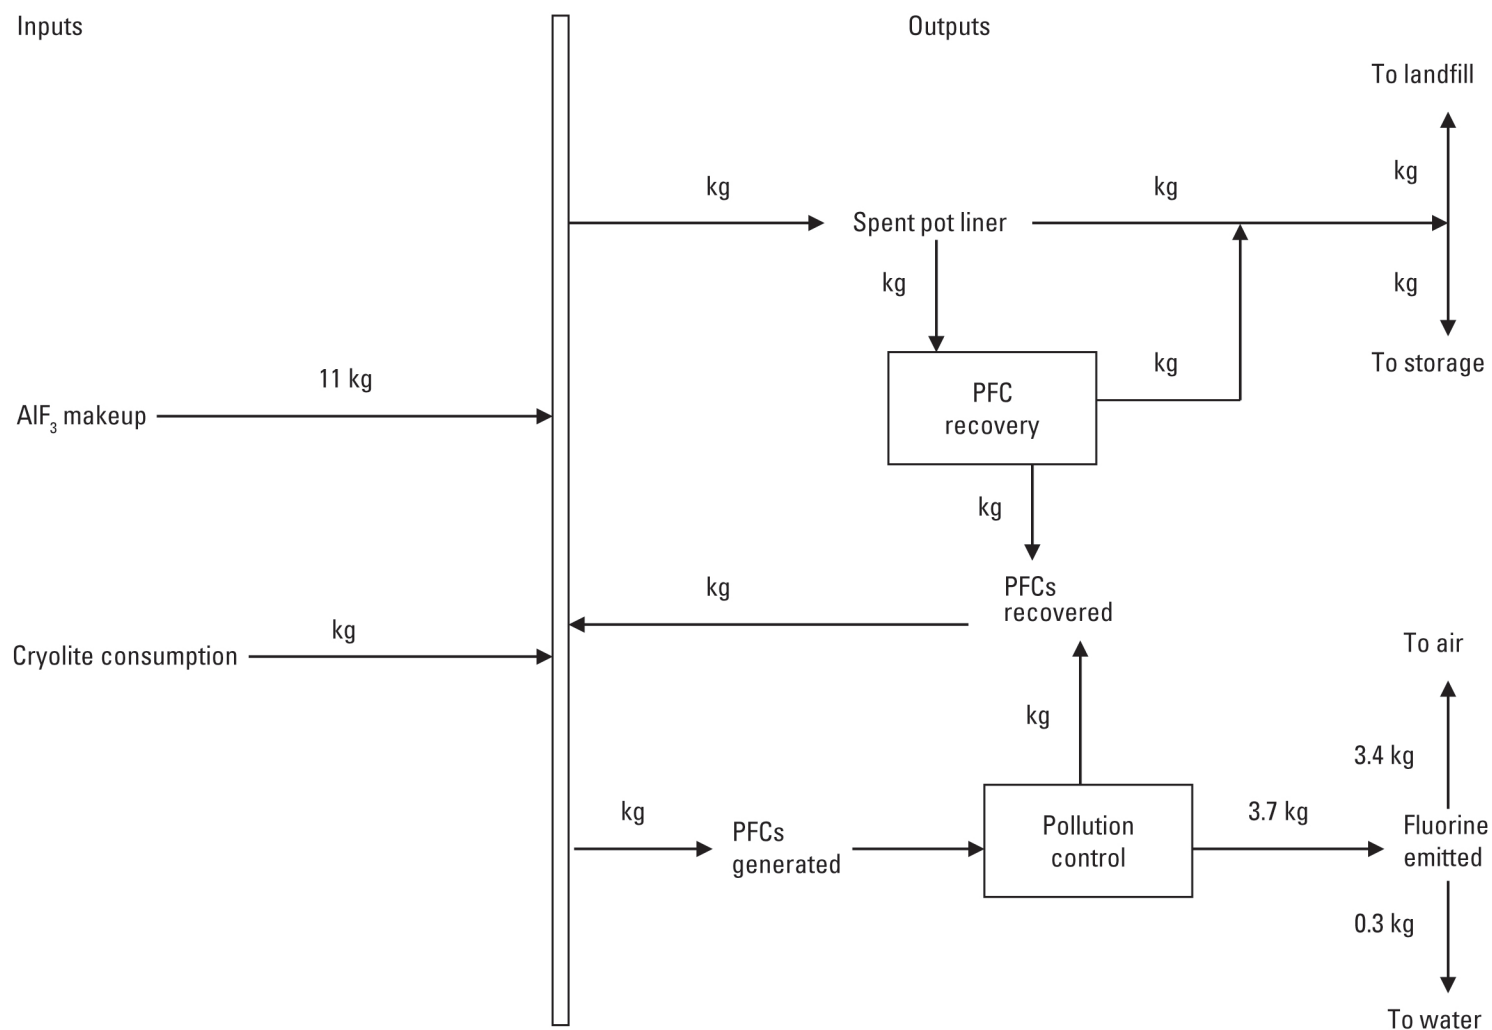 Inputs
Outputs
To landfill
kg
kg
kg
Spent pot liner
kg
kg
To storage
kg
PFC
recovery
11 kg
AlF₃ makeup
kg
kg
PFCs
recovered
kg
Cryolite consumption
To air
kg
3.4 kg
kg
PFCs
generated
Pollution
control
3.7 kg
Fluorine
emitted
0.3 kg
To water